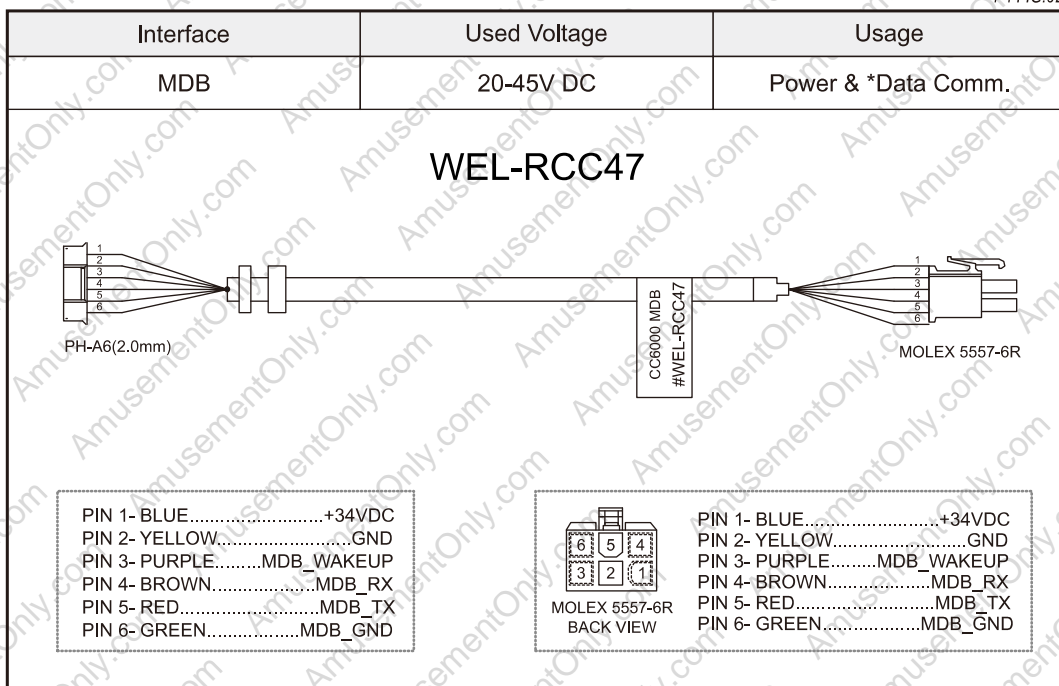 Interface Used Voltage Usage
MDB 20-45V DC Power & *Data Comm.
WEL-RCC47
1
2
3
4
5
6
PH-A6(2.0mm)
CC6000 MDB
#WEL-RCC47
1
2
3
4
5
6
MOLEX 5557-6R
PIN 1- BLUE.......................+34VDC
PIN 2- YELLOW.......................GND
PIN 3- PURPLE.......MDB_WAKEUP
PIN 4- BROWN.................MDB_RX
PIN 5- RED.......................MDB_TX
PIN 6- GREEN...............MDB_GND
6 5 4
3 2 1
MOLEX 5557-6R
BACK VIEW
PIN 1- BLUE.......................+34VDC
PIN 2- YELLOW.......................GND
PIN 3- PURPLE.......MDB_WAKEUP
PIN 4- BROWN.................MDB_RX
PIN 5- RED.......................MDB_TX
PIN 6- GREEN...............MDB_GND
AmusementOnly.com